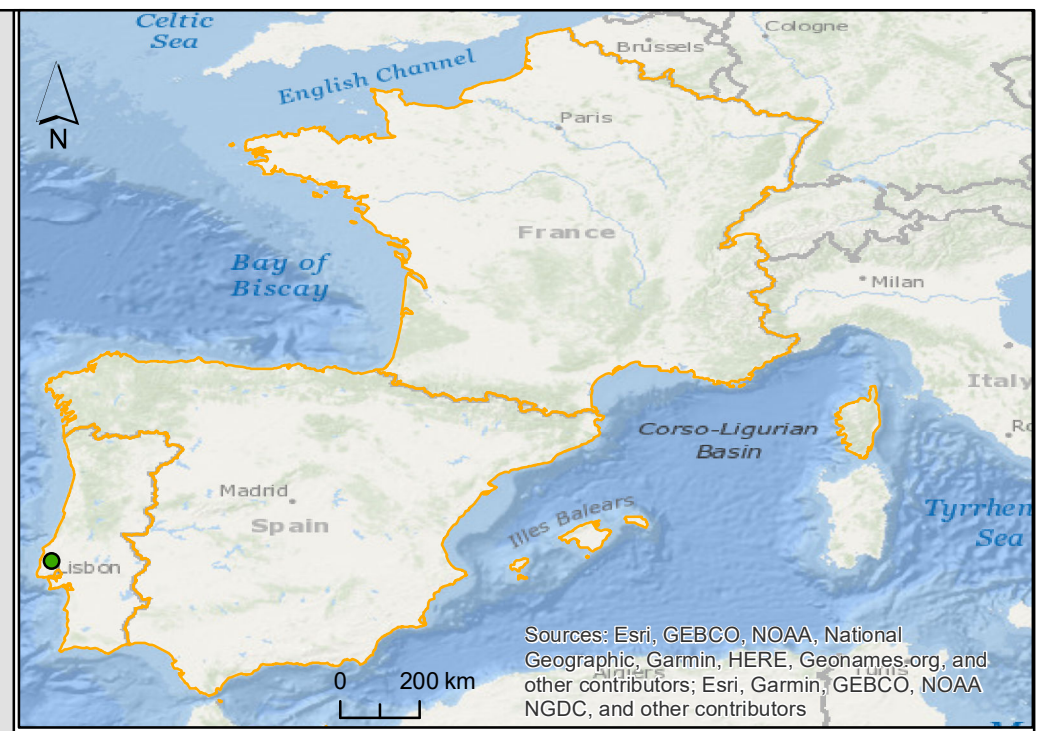 Celtic
Sea
Cologne
Brussels
English Channel
N
Paris
France
Bay of
Biscay
Milan
Italy
Corso-Ligurian
Basin
Madrid
Spain
Illes Balears
Tyrrhen
Sea
Lisbon
Sources: Esri, GEBCO, NOAA, National
Geographic, Garmin, HERE, Geonames.org, and
other contributors; Esri, Garmin, GEBCO, NOAA
NGDC, and other contributors
Algiers
Tunis
0 200 km